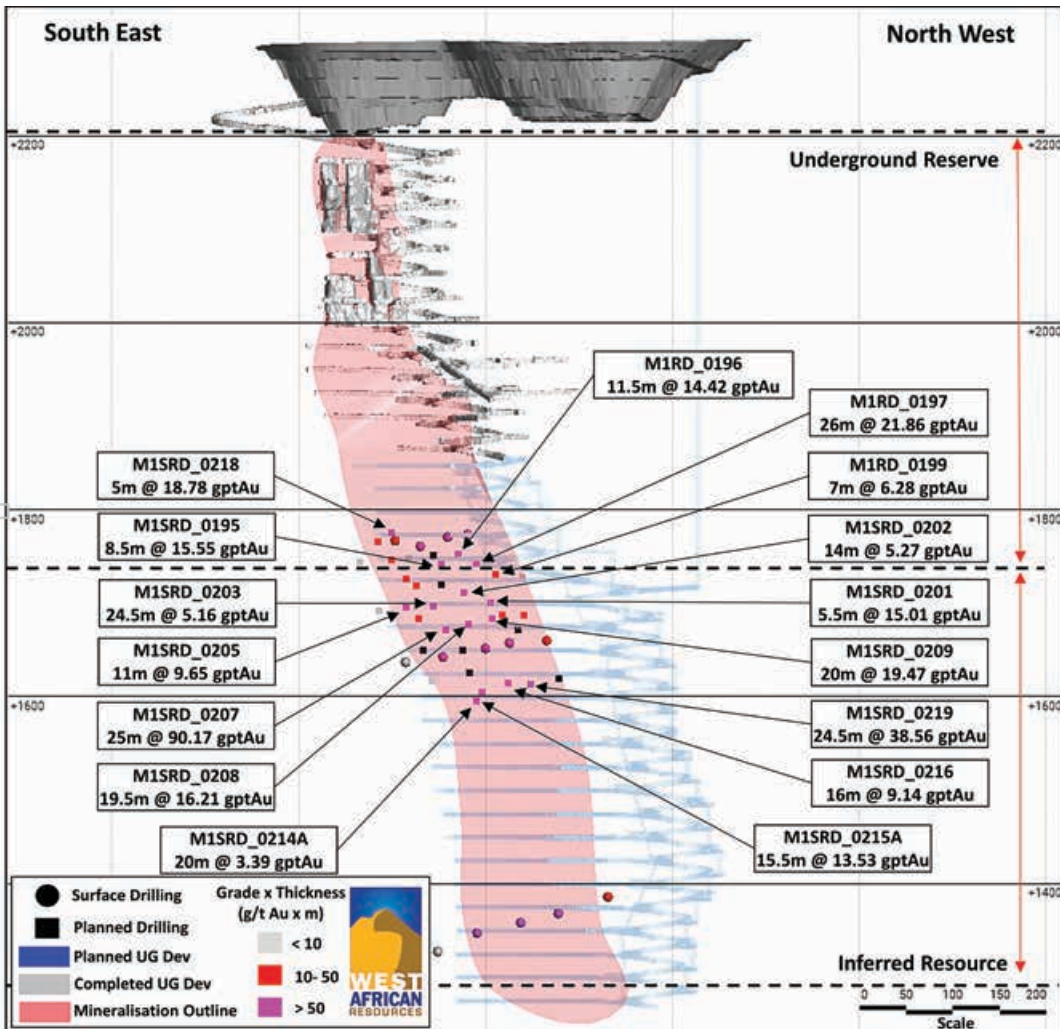 South East
North West
+2200
+2200
Underground Reserve
+2000
+2000
M1RD_0196
11.5m @ 14.42 gptAu
M1RD_0197
26m @ 21.86 gptAu
M1SRD_0218
5m @ 18.78 gptAu
M1RD_0199
7m @ 6.28 gptAu
+1800
+1800
M1SRD_0195
8.5m @ 15.55 gptAu
M1SRD_0202
14m @ 5.27 gptAu
M1SRD_0203
24.5m @ 5.16 gptAu
M1SRD_0201
5.5m @ 15.01 gptAu
M1SRD_0205
11m @ 9.65 gptAu
M1SRD_0209
20m @ 19.47 gptAu
+1600
+1600
M1SRD_0207
25m @ 90.17 gptAu
M1SRD_0219
24.5m @ 38.56 gptAu
M1SRD_0208
19.5m @ 16.21 gptAu
M1SRD_0216
16m @ 9.14 gptAu
M1SRD_0214A
20m @ 3.39 gptAu
M1SRD_0215A
15.5m @ 13.53 gptAu
+1400
Surface Drilling
Planned Drilling
Planned UG Dev
Completed UG Dev
Mineralisation Outline
Grade x Thickness
(g/t Au x m)
< 10
10- 50
> 50
WEST
AFRICAN
RESOURCES
Inferred Resource
0 50 100 150 200
Scale